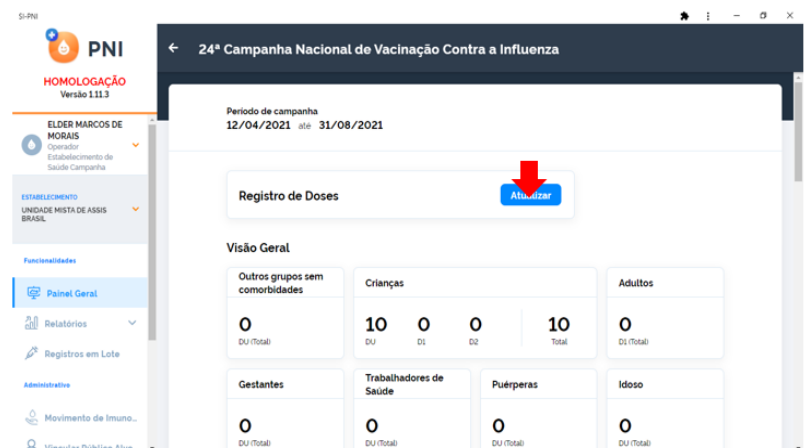 SI-PNI
PNI
HOMOLOGAÇÃO
Versão 1.11.3
ELDER MARCOS DE
MORAIS
Operador
Estabelecimento de
Saúde Campanha
ESTABELECIMENTO
UNIDADE MISTA DE ASSIS
BRASIL
Funcionalidades
Painel Geral
Relatórios
Registros em Lote
Administrativo
Movimento de Imuno...
24ª Campanha Nacional de Vacinação Contra a Influenza
Período de campanha
12/04/2021 até 31/08/2021
Registro de Doses
Atualizar
Visão Geral
Outros grupos sem
comorbidades
0
DU (Total)
Crianças
10 0 0 10
DU D1 D2 Total
Adultos
0
D1 (Total)
Gestantes
0
DU (Total)
Trabalhadores de
Saúde
0
DU (Total)
Puérperas
0
DU (Total)
Idoso
0
DU (Total)